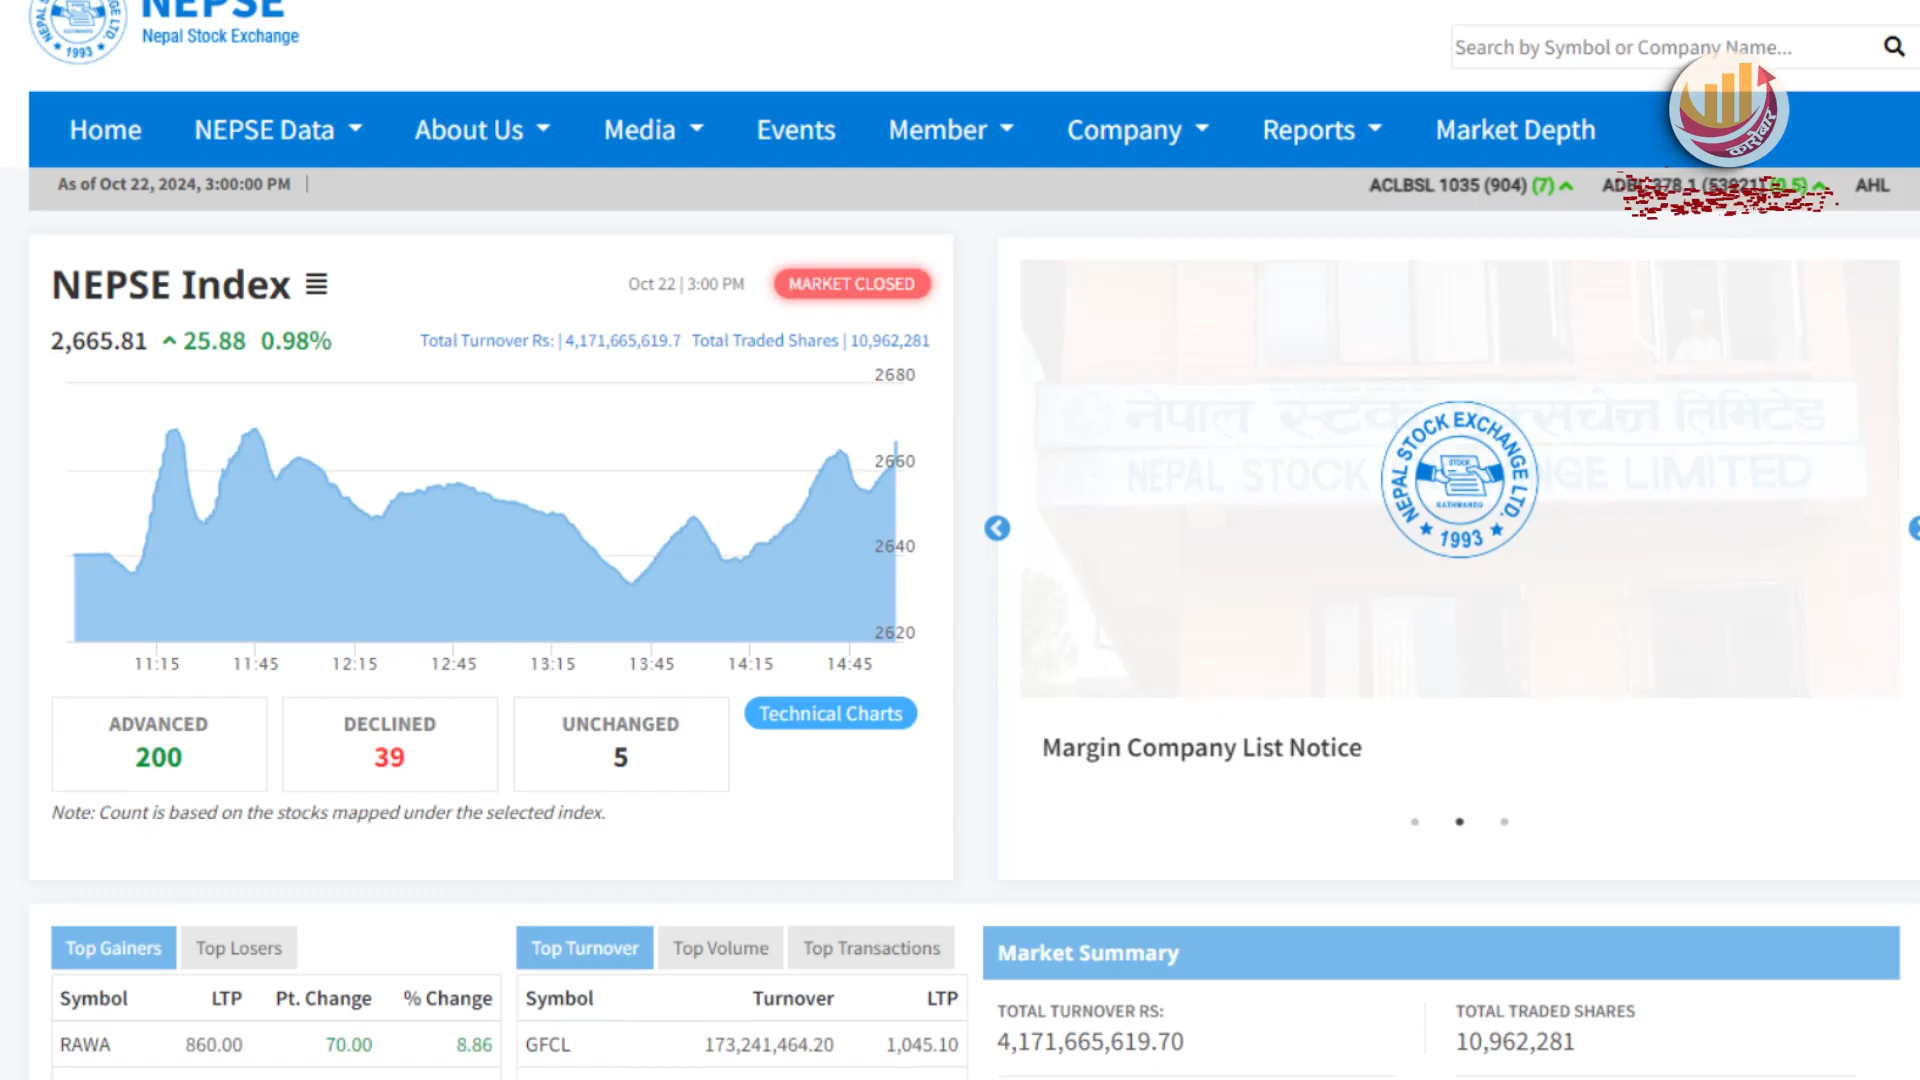 NEPSE
Nepal Stock Exchange
1993
Search by Symbol or Company Name...
करोबार
Home
NEPSE Data
About Us
Media
Events
Member
Company
Reports
Market Depth
As of Oct 22, 2024, 3:00:00 PM |
ACLBSL 1035 (904) (7)
AHL
NEPSE Index
Oct 22 | 3:00 PM
MARKET CLOSED
2,665.81 25.88 0.98%
Total Turnover Rs: | 4,171,665,619.7 Total Traded Shares | 10,962,281
2680
2660
2640
2620
11:15 11:45 12:15 12:45 13:15 13:45 14:15 14:45
ADVANCED
200
DECLINED
39
UNCHANGED
5
Technical Charts
Note: Count is based on the stocks mapped under the selected index.
NEPAL STOCK EXCHANGE LTD.
STOCK
KATHMANDU
1993
Margin Company List Notice
Top Gainers
Top Losers
Symbol LTP Pt. Change % Change
RAWA 860.00 70.00 8.86
Top Turnover
Top Volume
Top Transactions
Symbol Turnover LTP
GFCL 173,241,464.20 1,045.10
Market Summary
TOTAL TURNOVER RS:
4,171,665,619.70
TOTAL TRADED SHARES
10,962,281